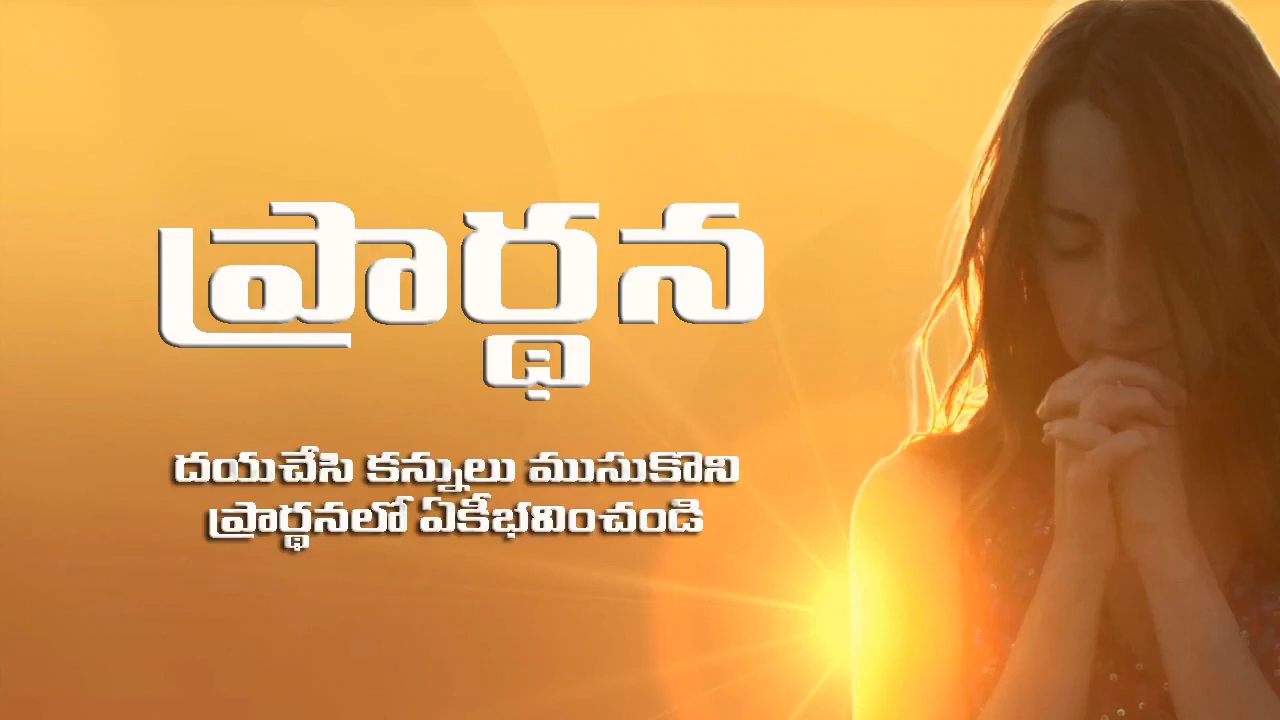 ప్రార్థన
దయచేసి కన్నులు ముసుకొని
ప్రార్థనలో ఏకీభవించండి